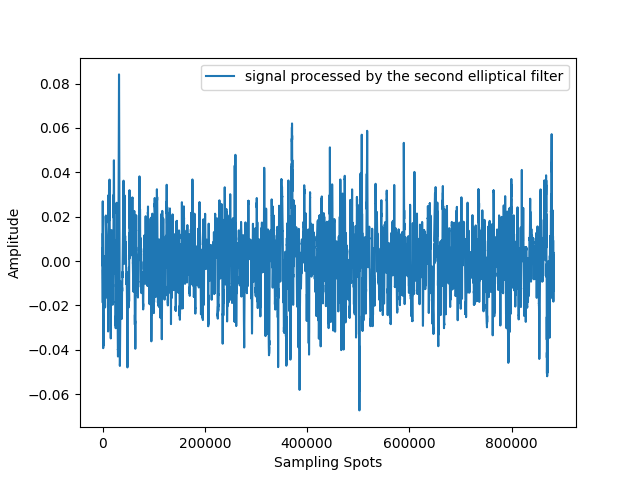 signal processed by the second elliptical filter
0.08
0.06
0.04
0.02
0.00
−0.02
−0.04
−0.06
Amplitude
0 200000 400000 600000 800000
Sampling Spots